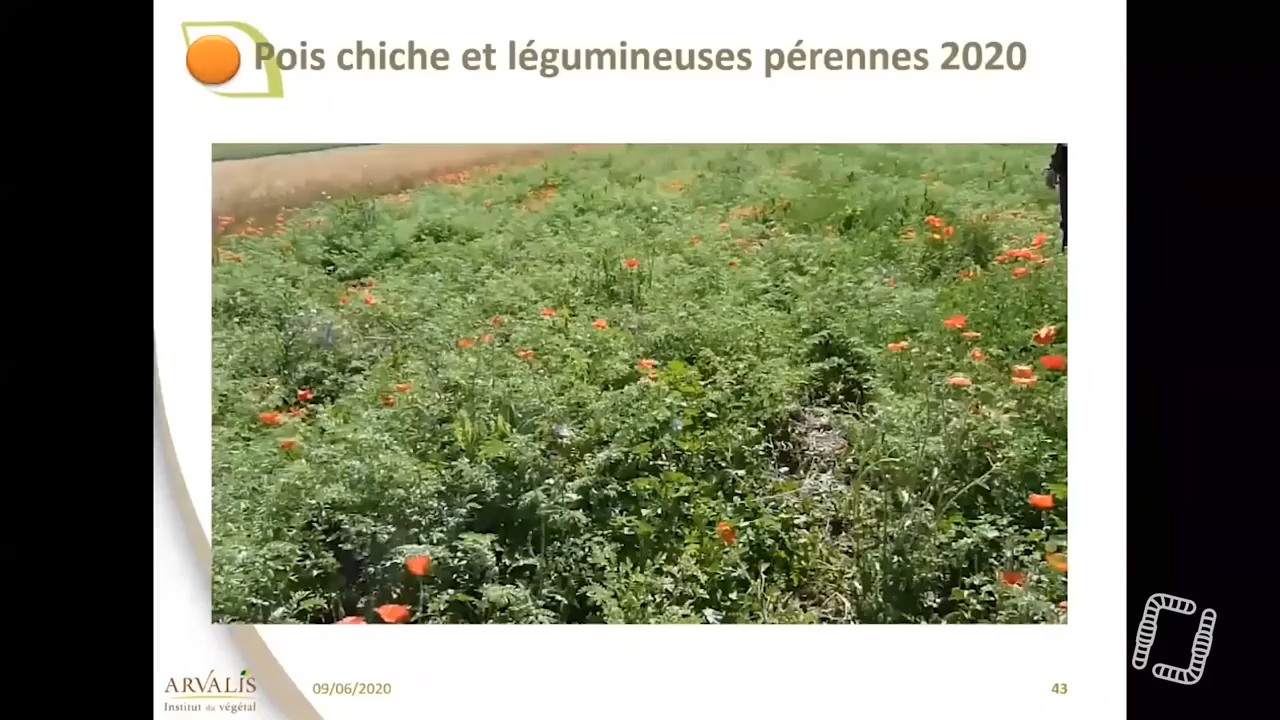 Pois chiche et légumineuses pérennes 2020
ARVALIS
Institut du végétal
09/06/2020
43